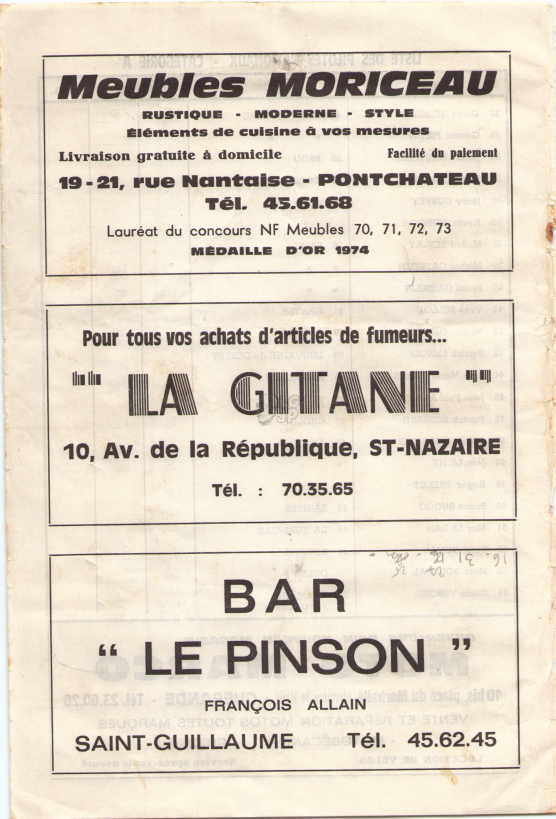 Meubles MORICEAU
RUSTIQUE - MODERNE - STYLE
Éléments de cuisine à vos mesures
Livraison gratuite à domicile Facilité du paiement
19-21, rue Nantaise - PONTCHATEAU
Tél. 45.61.68
Lauréat du concours NF Meubles 70, 71, 72, 73
MÉDAILLE D'OR 1974
Pour tous vos achats d'articles de fumeurs...
"LA GITANE"
10, Av. de la République, ST-NAZAIRE
Tél. : 70.35.65
16. 31
BAR
" LE PINSON "
FRANÇOIS ALLAIN
SAINT-GUILLAUME Tél. 45.62.45